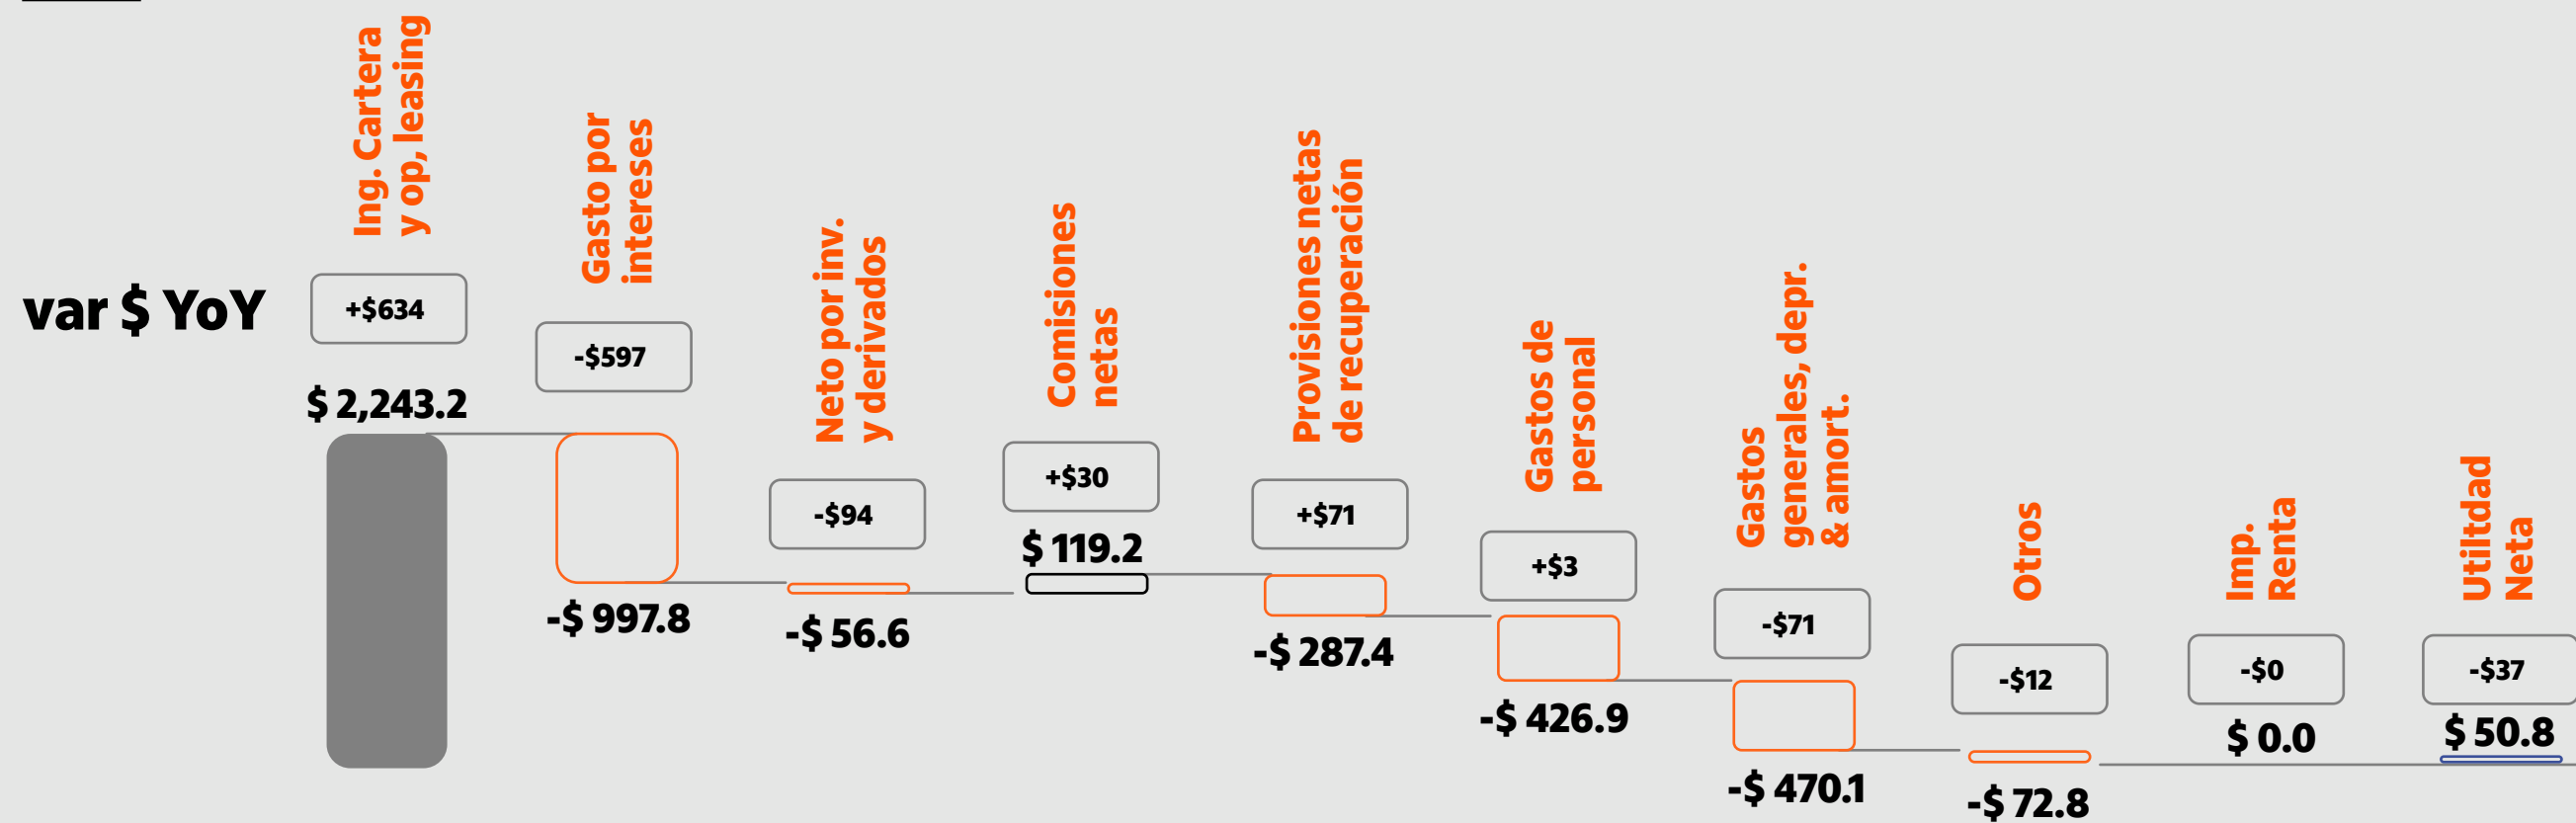 Ing. Cartera
y op, leasing
Gasto por
intereses
Neto por inv.
y derivados
Comisiones
netas
Provisiones netas
de recuperación
Gastos de
personal
Gastos
generales, depr.
& amort.
Otros
Imp.
Renta
Utiltdad
Neta
var $ YoY
+$634
-$597
-$94
+$30
+$71
+$3
-$71
-$12
-$0
-$37
$ 2,243.2
-$ 997.8
-$ 56.6
$ 119.2
-$ 287.4
-$ 426.9
-$ 470.1
-$ 72.8
$ 0.0
$ 50.8